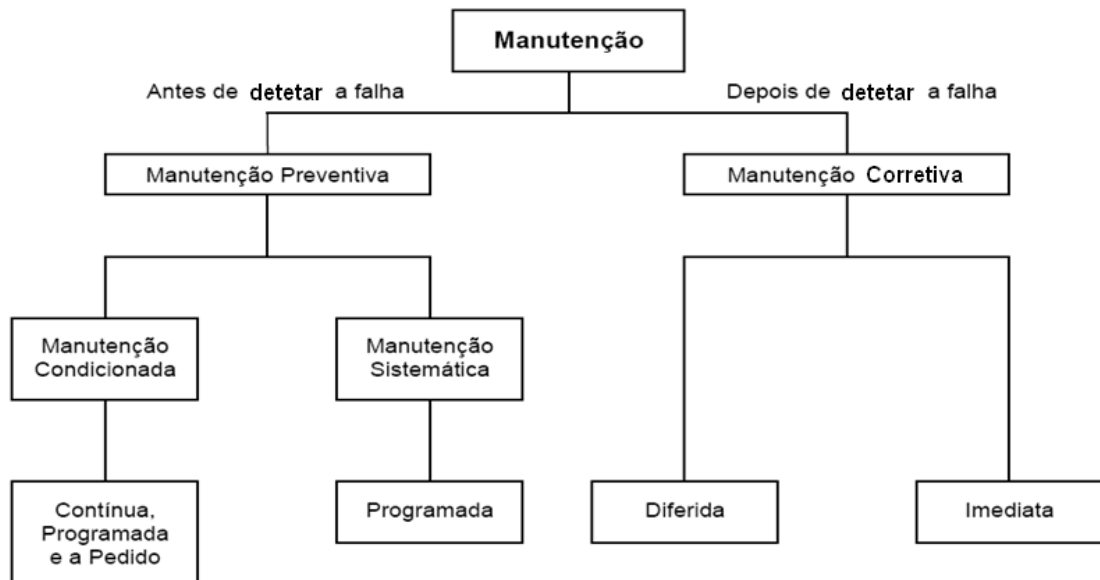 Manutenção
Antes de detetar a falha
Depois de detetar a falha
Manutenção Preventiva
Manutenção Corretiva
Manutenção
Condicionada
Manutenção
Sistemática
Contínua,
Programada
e a Pedido
Programada
Diferida
Imediata